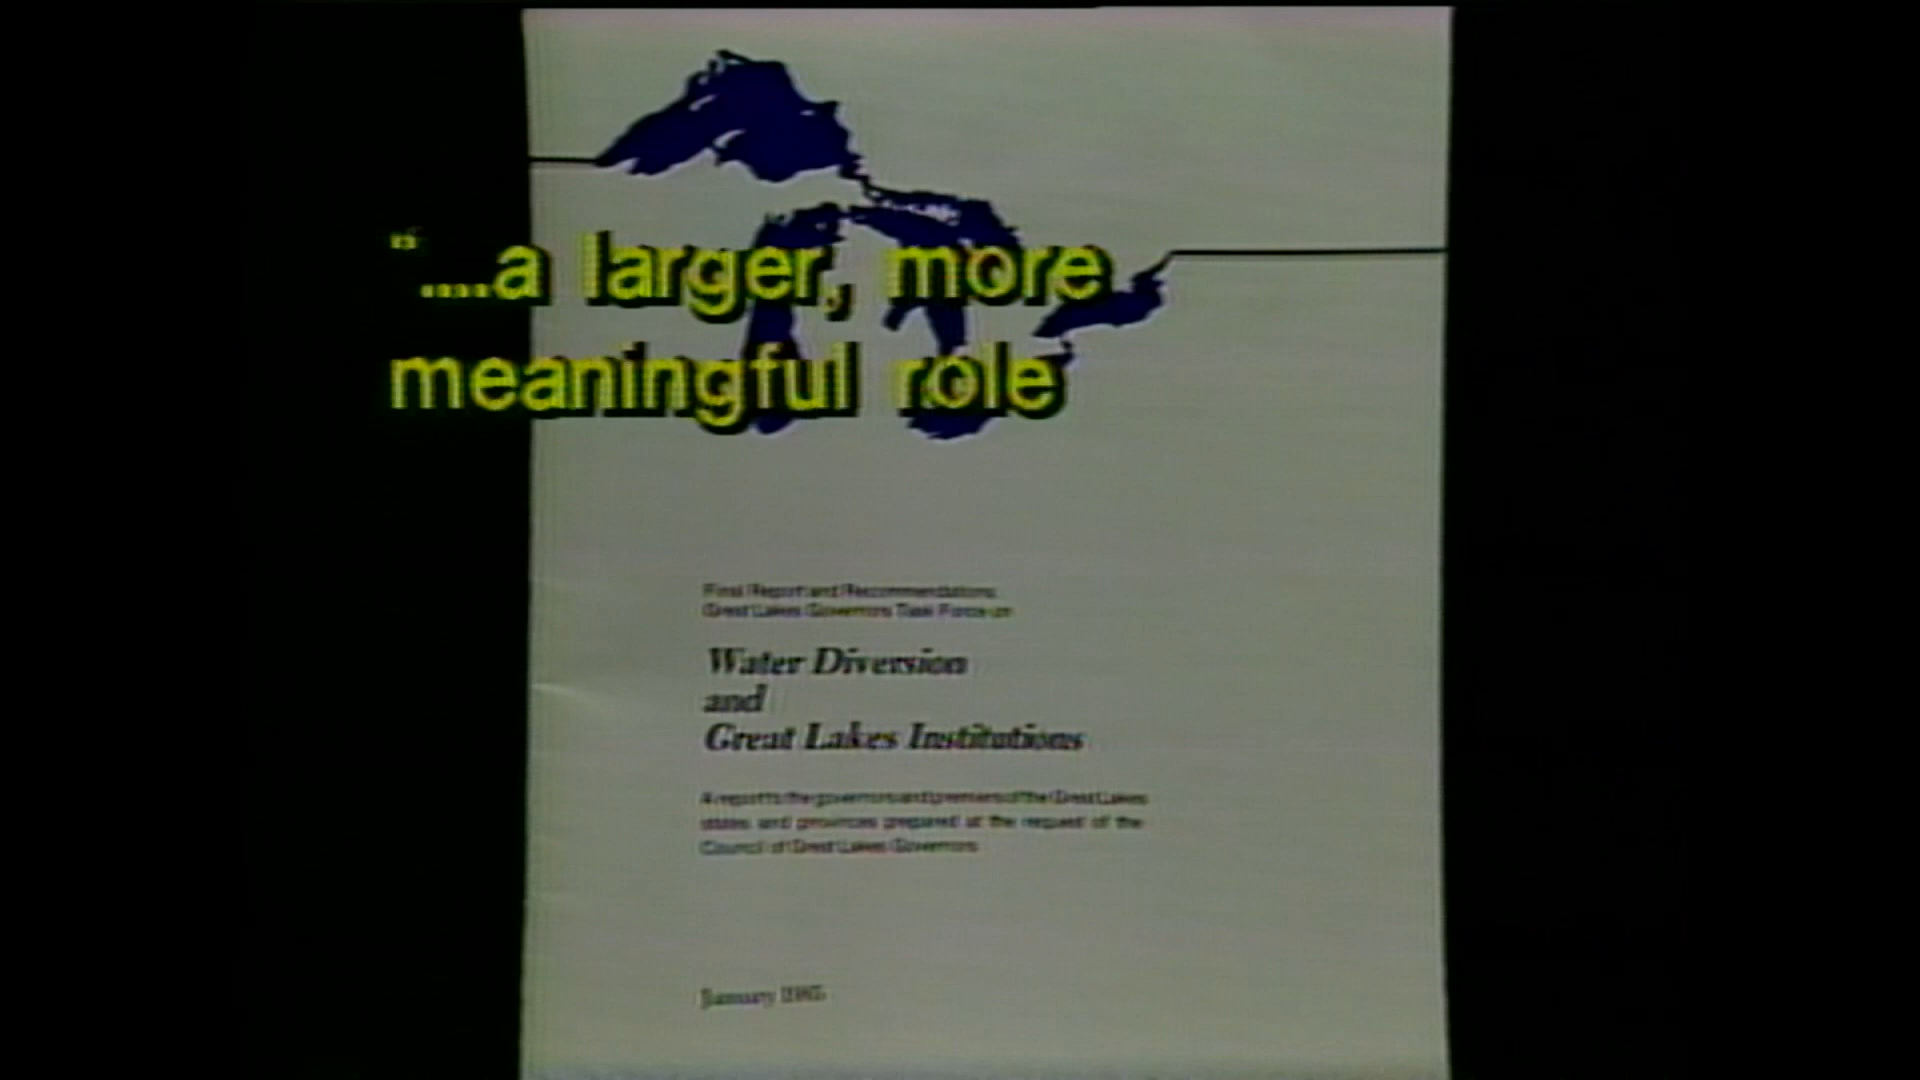 "....a larger, more
meaningful role
Final Report and Recommendations
Great Lakes Governors Task Force on
Water Diversion
and
Great Lakes Institutions
A report to the governors and premiers of the Great Lakes
states and provinces prepared at the request of the
Council of Great Lakes Governors
January 1985